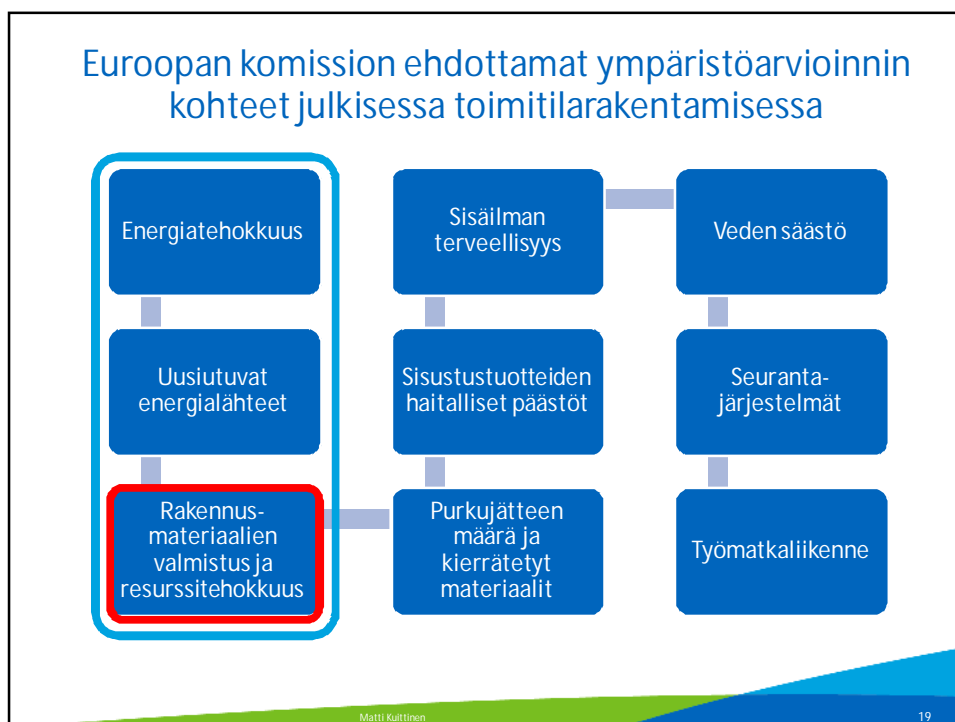 Euroopan komission ehdottamat ympäristöarvioinnin
kohteet julkisessa toimitilarakentamisessa
Energiatehokkuus
Uusiutuvat
energialähteet
Rakennus-
materiaalien
valmistus ja
resurssitehokkuus
Purkujätteen
määrä ja
kierrätetyt
materiaalit
Sisustustuotteiden
haitalliset päästöt
Sisäilman
terveellisyys
Veden säästö
Seuranta-
järjestelmät
Työmatkaliikenne
Matti Kuittinen
19